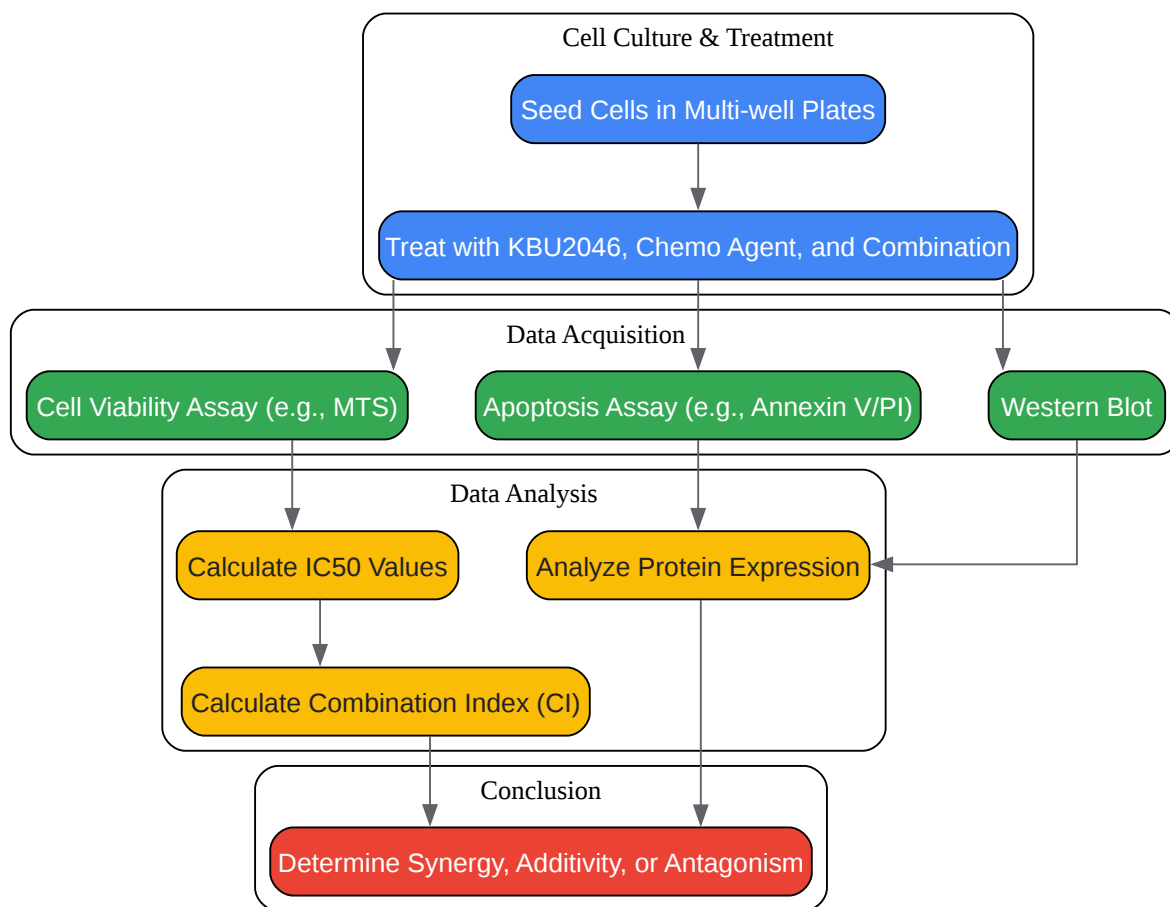 Cell Culture & Treatment
Seed Cells in Multi-well Plates
Treat with KBU2046, Chemo Agent, and Combination
Data Acquisition
Cell Viability Assay (e.g., MTS)
Apoptosis Assay (e.g., Annexin V/PI)
Western Blot
Data Analysis
Calculate IC50 Values
Analyze Protein Expression
Calculate Combination Index (CI)
Conclusion
Determine Synergy, Additivity, or Antagonism